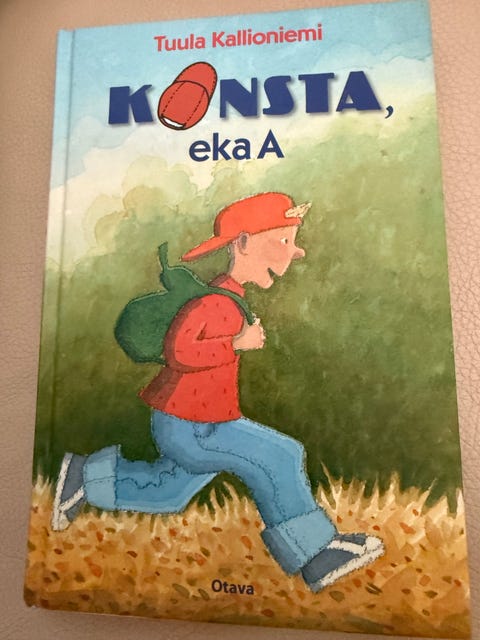 Tuula Kallioniemi
KONSTA,
eka A
Otava